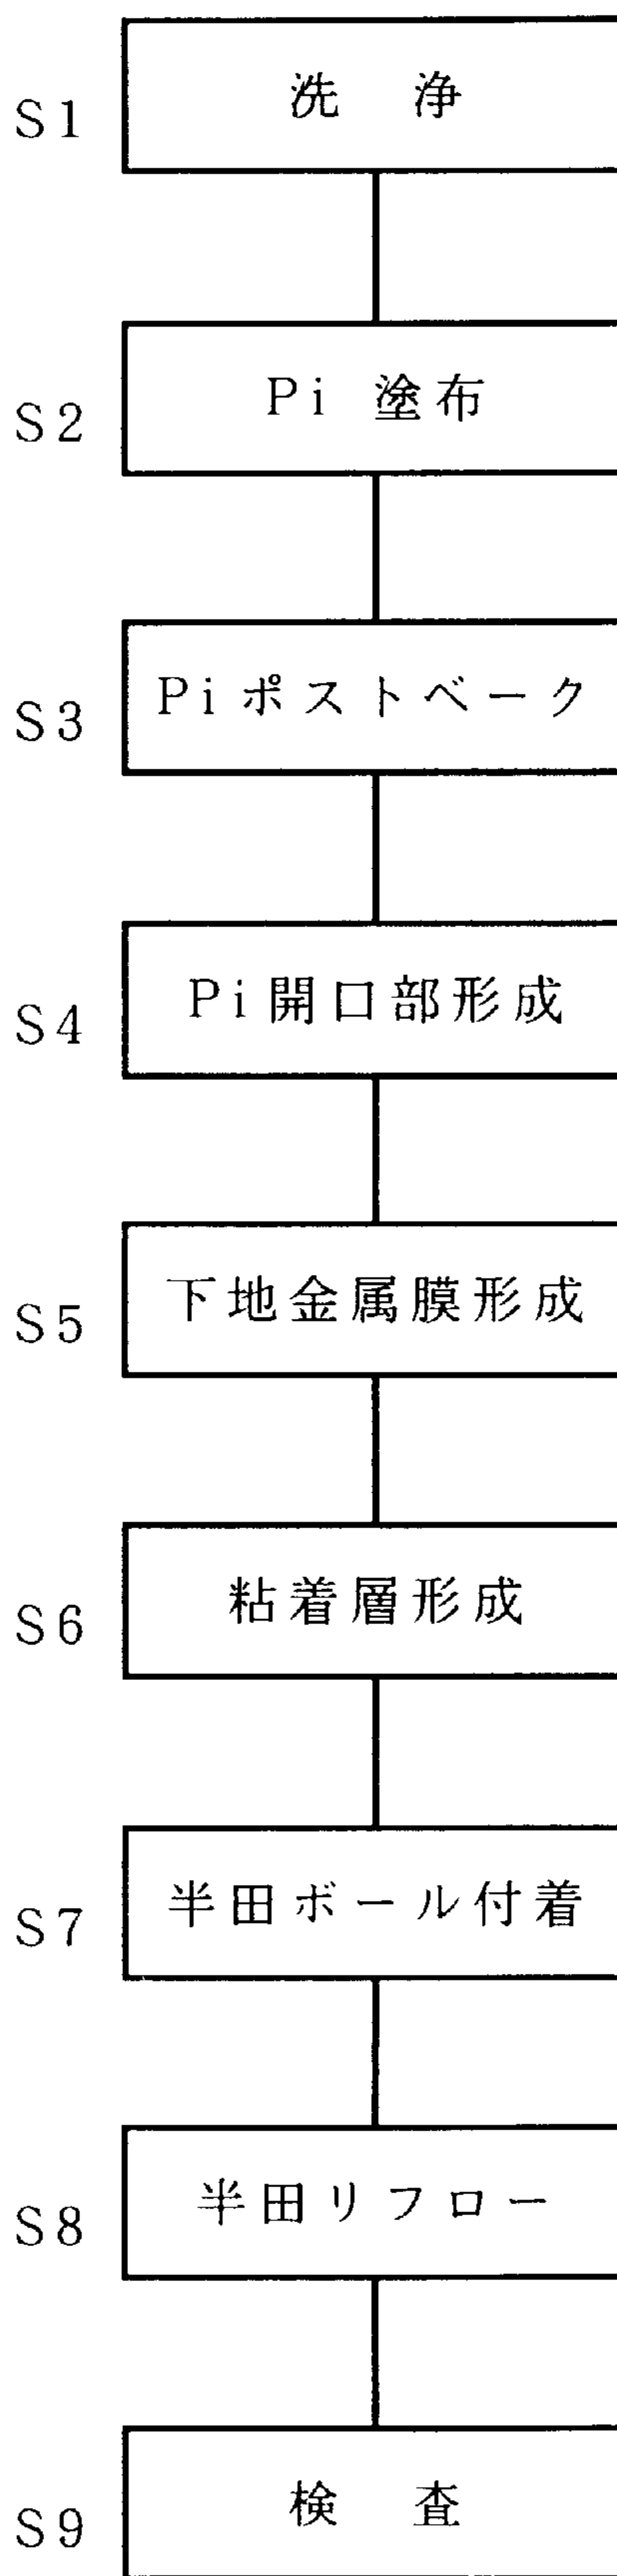 S1 洗 浄
S2 Pi 塗布
S3 Piポストベーク
S4 Pi開口部形成
S5 下地金属膜形成
S6 粘着層形成
S7 半田ボール付着
S8 半田リフロー
S9 検 査